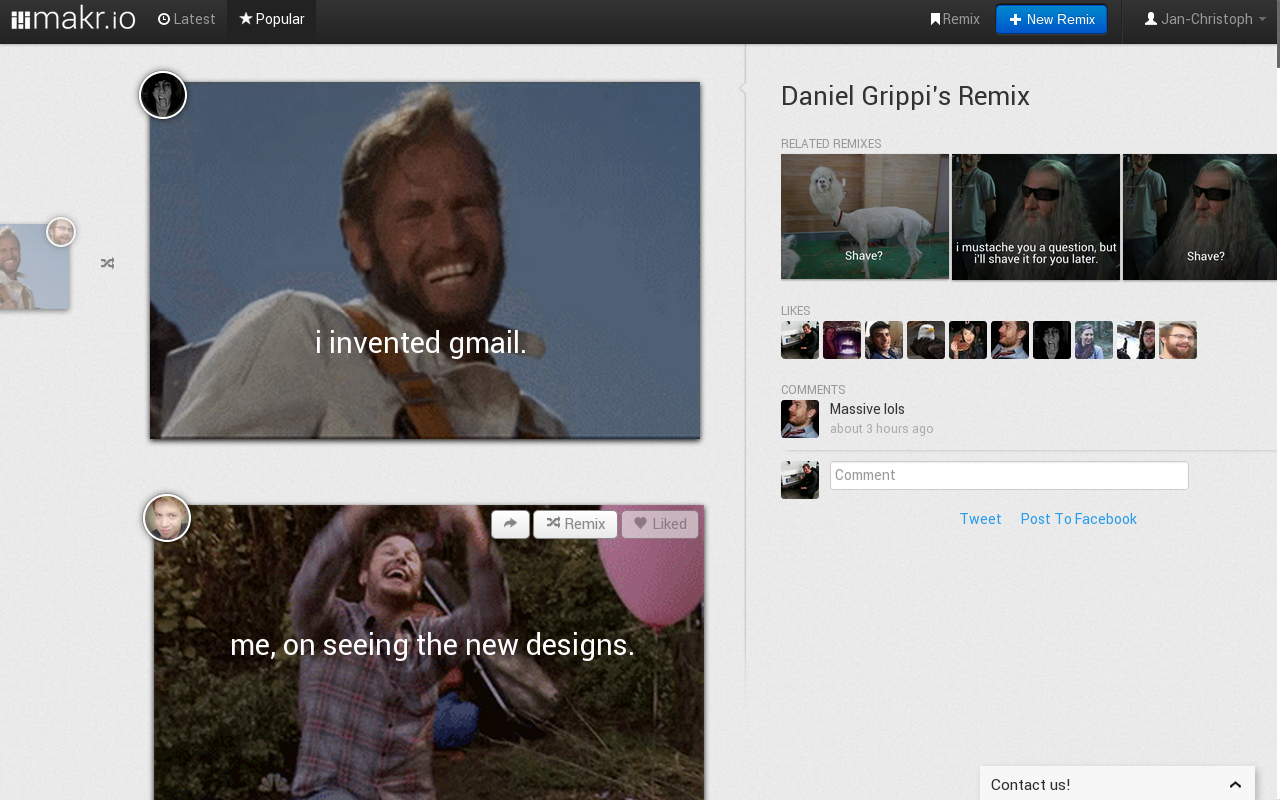 makr.io
Latest
Popular
Remix
New Remix
Jan-Christoph
i invented gmail.
Remix
Liked
me, on seeing the new designs.
Daniel Grippi's Remix
RELATED REMIXES
Shave?
i mustache you a question, but
i'll shave it for you later.
Shave?
LIKES
COMMENTS
Massive lols
about 3 hours ago
Comment
Tweet
Post To Facebook
Contact us!